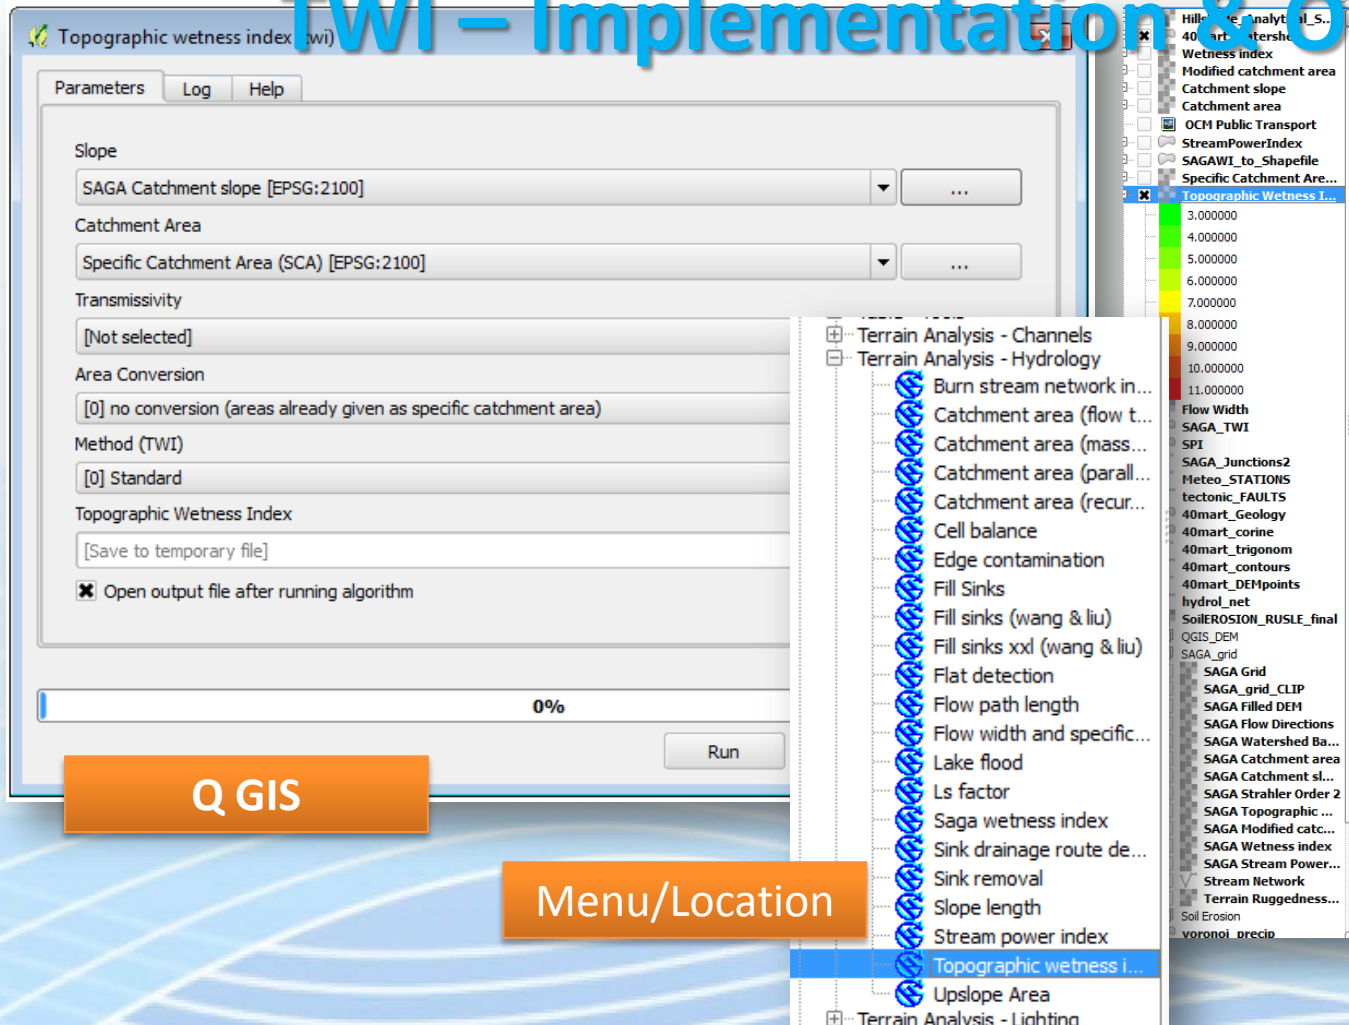 TWI – Implementation & O
Topographic wetness index (twi)
Parameters
Log
Help
Slope
SAGA Catchment slope [EPSG:2100]
...
Catchment Area
Specific Catchment Area (SCA) [EPSG:2100]
...
Transmissivity
[Not selected]
Area Conversion
[0] no conversion (areas already given as specific catchment area)
Method (TWI)
[0] Standard
Topographic Wetness Index
[Save to temporary file]
Open output file after running algorithm
0%
Run
Q GIS
Menu/Location
Terrain Analysis - Channels
Terrain Analysis - Hydrology
Burn stream network in...
Catchment area (flow t...
Catchment area (mass...
Catchment area (parall...
Catchment area (recur...
Cell balance
Edge contamination
Fill Sinks
Fill sinks (wang & liu)
Fill sinks xxl (wang & liu)
Flat detection
Flow path length
Flow width and specific...
Lake flood
Ls factor
Saga wetness index
Sink drainage route de...
Sink removal
Slope length
Stream power index
Topographic wetness i...
Upslope Area
Terrain Analysis - Lighting
Wetness index
Modified catchment area
Catchment slope
Catchment area
OCM Public Transport
StreamPowerIndex
SAGAWI_to_Shapefile
Specific Catchment Are...
Topographic Wetness I...
3.000000
4.000000
5.000000
6.000000
7.000000
8.000000
9.000000
10.000000
11.000000
Flow Width
SAGA_TWI
SPI
SAGA_Junctions2
Meteo_STATIONS
tectonic_FAULTS
40mart_Geology
40mart_corine
40mart_trigonom
40mart_contours
40mart_DEMpoints
hydrol_net
SoilEROSION_RUSLE_final
QGIS_DEM
SAGA_grid
SAGA Grid
SAGA_grid_CLIP
SAGA Filled DEM
SAGA Flow Directions
SAGA Watershed Ba...
SAGA Catchment area
SAGA Catchment sl...
SAGA Strahler Order 2
SAGA Topographic ...
SAGA Modified catc...
SAGA Wetness index
SAGA Stream Power...
Stream Network
Terrain Ruggedness...
Soil Erosion
voronoi_precip